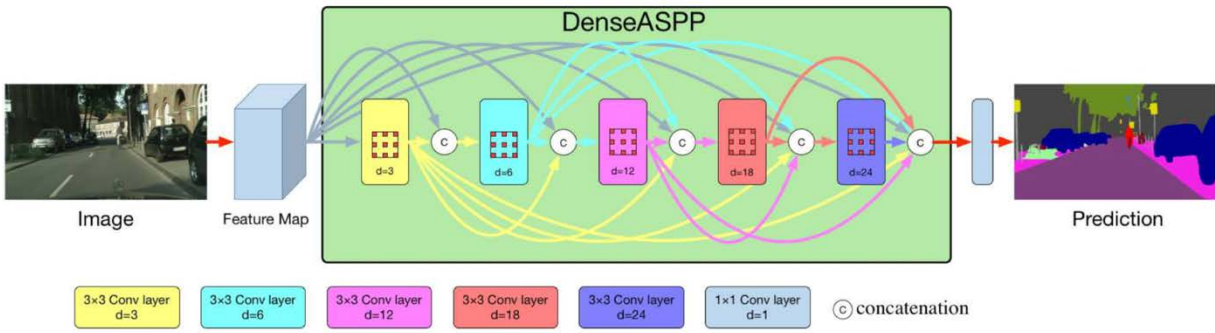 DenseASPP
d=3
c
d=6
c
d=12
c
d=18
c
d=24
c
Image
Feature Map
Prediction
3×3 Conv layer
d=3
3×3 Conv layer
d=6
3×3 Conv layer
d=12
3×3 Conv layer
d=18
3×3 Conv layer
d=24
1×1 Conv layer
d=1
c concatenation